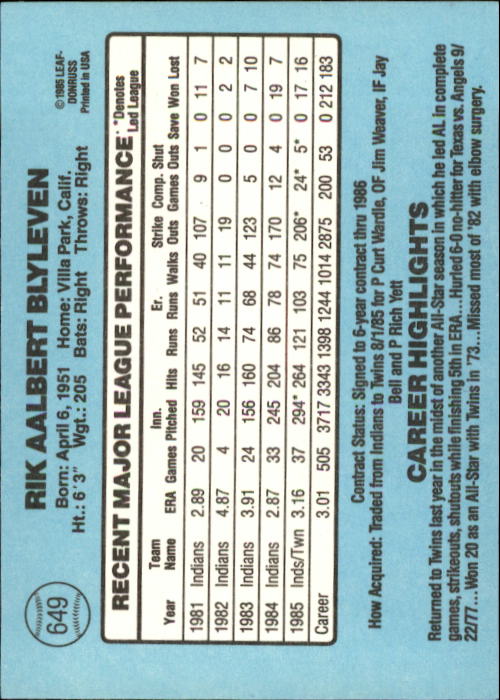 649
RIK AALBERT BLYLEVEN
Born: April 6, 1951 Home: Villa Park, Calif.
Ht.: 6'3" Wgt.: 205 Bats: Right Throws: Right
©1985 LEAF-
DONRUSS
Printed in USA
RECENT MAJOR LEAGUE PERFORMANCE *Denotes
Led League
Team Inn. Er. Strike Comp. Shut
Year Name ERA Games Pitched Hits Runs Runs Walks Outs Games Outs Save Won Lost
1981 Indians 2.89 20 159 145 52 51 40 107 9 1 0 11 7
1982 Indians 4.87 4 20 16 14 11 11 19 0 0 0 2 2
1983 Indians 3.91 24 156 160 74 68 44 123 5 0 0 7 10
1984 Indians 2.87 33 245 204 86 78 74 170 12 4 0 19 7
1985 Inds/Twn 3.16 37 294* 264 121 103 75 206* 24* 5* 0 17 16
Career 3.01 505 3717 3343 1398 1244 1014 2875 200 53 0 212 183
Contract States: Signed to 6-year contract thru 1986
How Acquired: Traded from Indians to Twins 8/1/85 for P Curt Wardle, OF Jim Weaver, IF Jay
Bell and P Rich Yett
CAREER HIGHLIGHTS
Returned to Twins last year in the midst of another All-Star season in which he led AL in complete
games, strikeouts, shutouts while finishing 5th in ERA... Hurled 6-0 no-hitter for Texas vs. Angels 9/
22/77... Won 20 as an All-Star with Twins in '73...Missed most of '82 with elbow surgery.